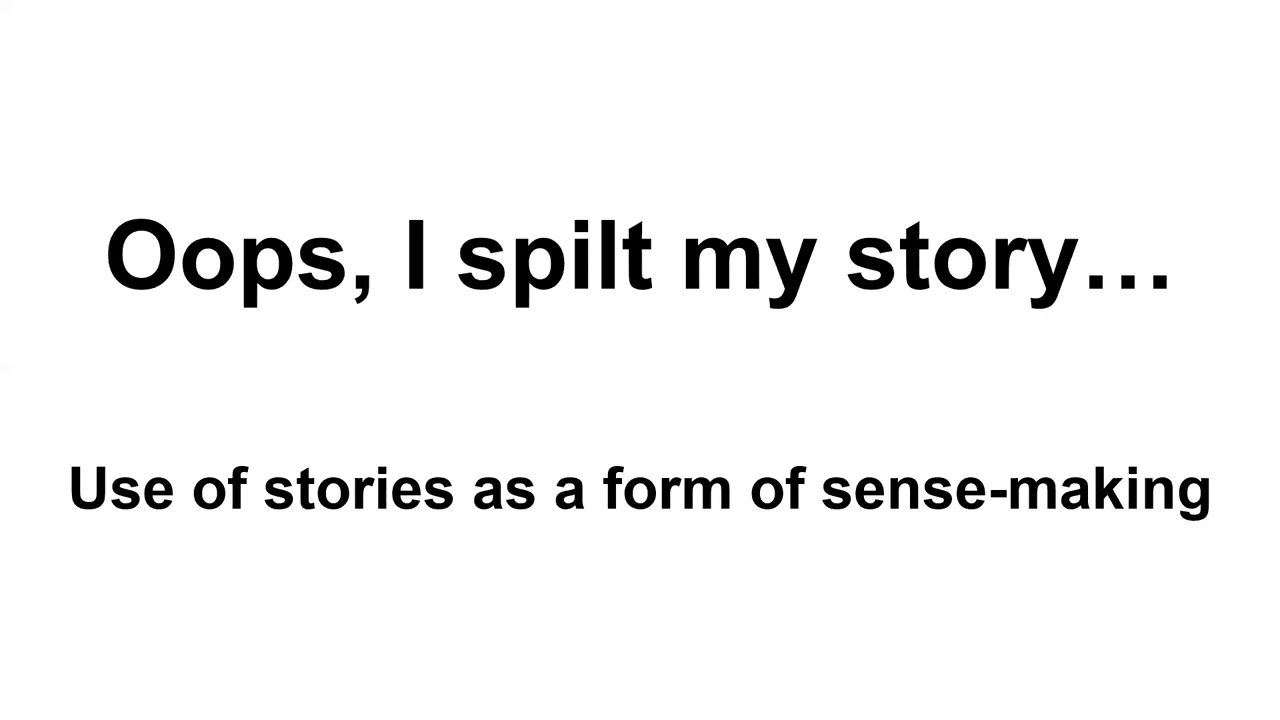 Oops, I spilt my story…
Use of stories as a form of sense-making